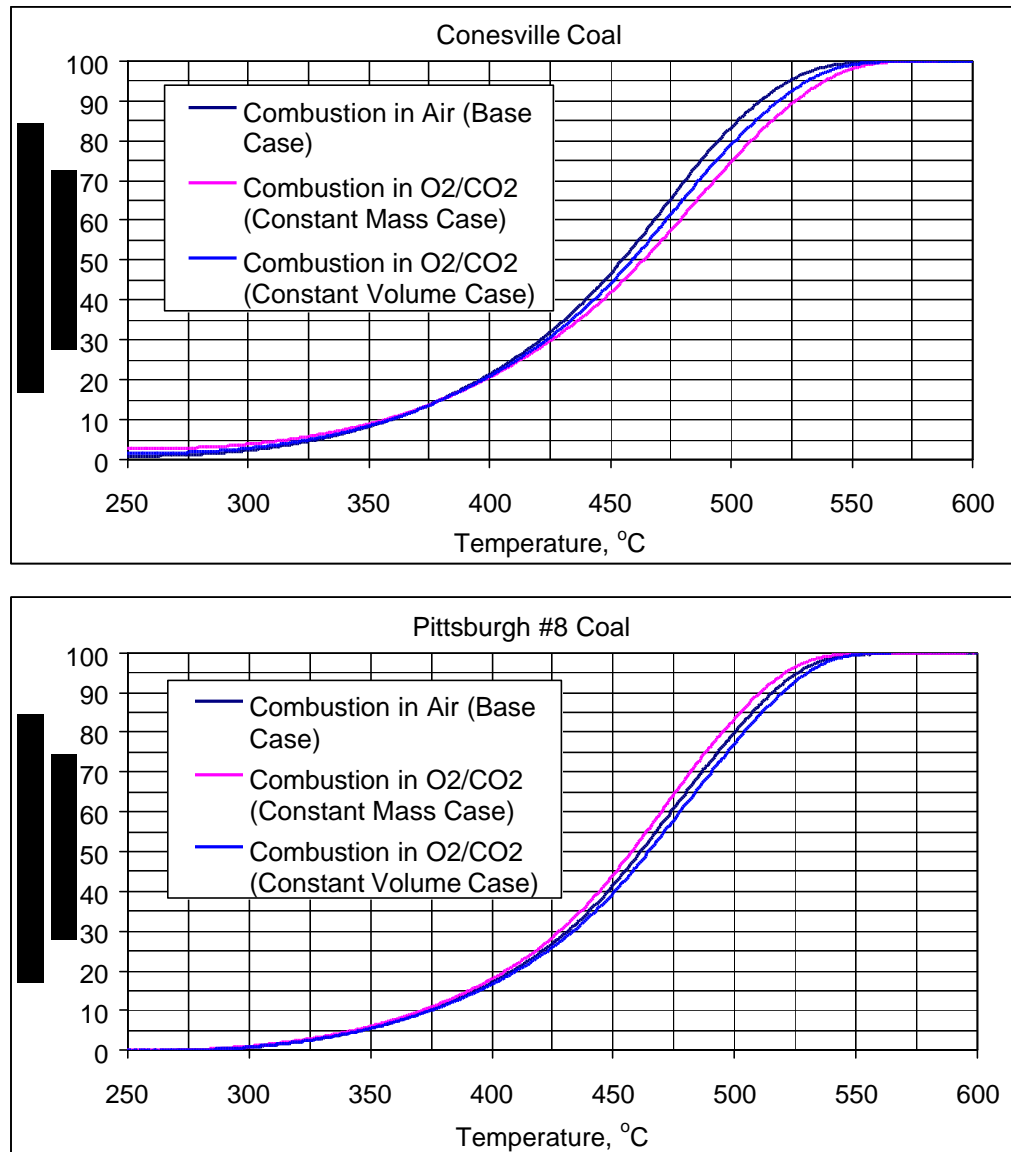 Conesville Coal
100
90
80
70
60
50
40
30
20
10
0
Combustion in Air (Base
Case)
Combustion in O2/CO2
(Constant Mass Case)
Combustion in O2/CO2
(Constant Volume Case)
250 300 350 400 450 500 550 600
Temperature, °C
Pittsburgh #8 Coal
100
90
80
70
60
50
40
30
20
10
0
Combustion in Air (Base
Case)
Combustion in O2/CO2
(Constant Mass Case)
Combustion in O2/CO2
(Constant Volume Case)
250 300 350 400 450 500 550 600
Temperature, °C